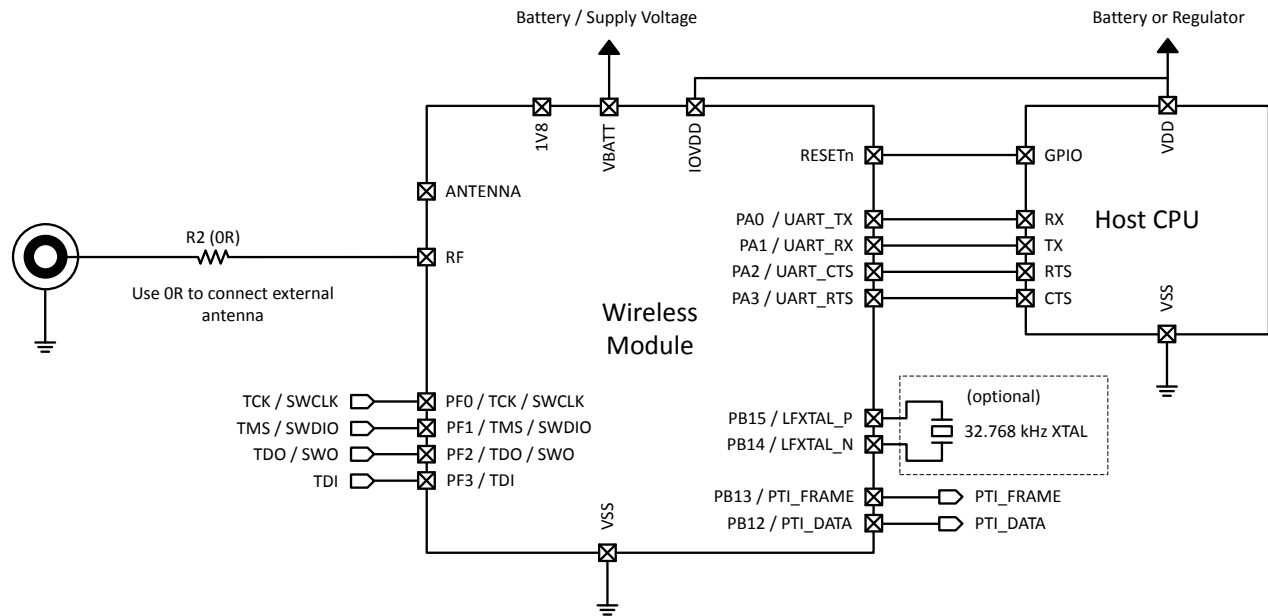 Battery / Supply Voltage
Battery or Regulator
1V8
VBATT
IOVDD
VDD
RESETn
GPIO
ANTENNA
R2 (0R)
RF
Use 0R to connect external
antenna
PA0 / UART_TX
RX
PA1 / UART_RX
TX
PA2 / UART_CTS
RTS
PA3 / UART_RTS
CTS
Host CPU
VSS
Wireless
Module
TCK / SWCLK
PF0 / TCK / SWCLK
TMS / SWDIO
PF1 / TMS / SWDIO
TDO / SWO
PF2 / TDO / SWO
TDI
PF3 / TDI
(optional)
PB15 / LFXTAL_P
32.768 kHz XTAL
PB14 / LFXTAL_N
PB13 / PTI_FRAME
PTI_FRAME
PB12 / PTI_DATA
PTI_DATA
VSS